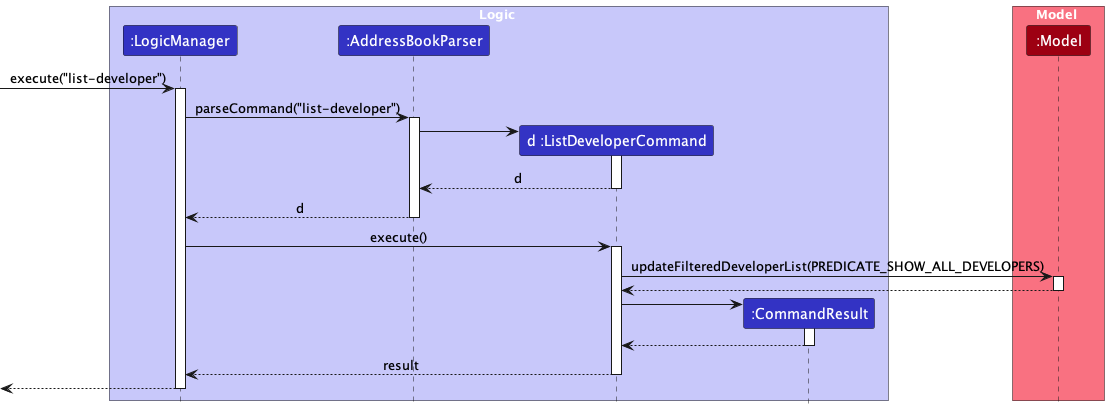 Logic
Model
:LogicManager
:AddressBookParser
:Model
execute("list-developer")
parseCommand("list-developer")
d :ListDeveloperCommand
d
d
execute()
updateFilteredDeveloperList(PREDICATE_SHOW_ALL_DEVELOPERS)
:CommandResult
result